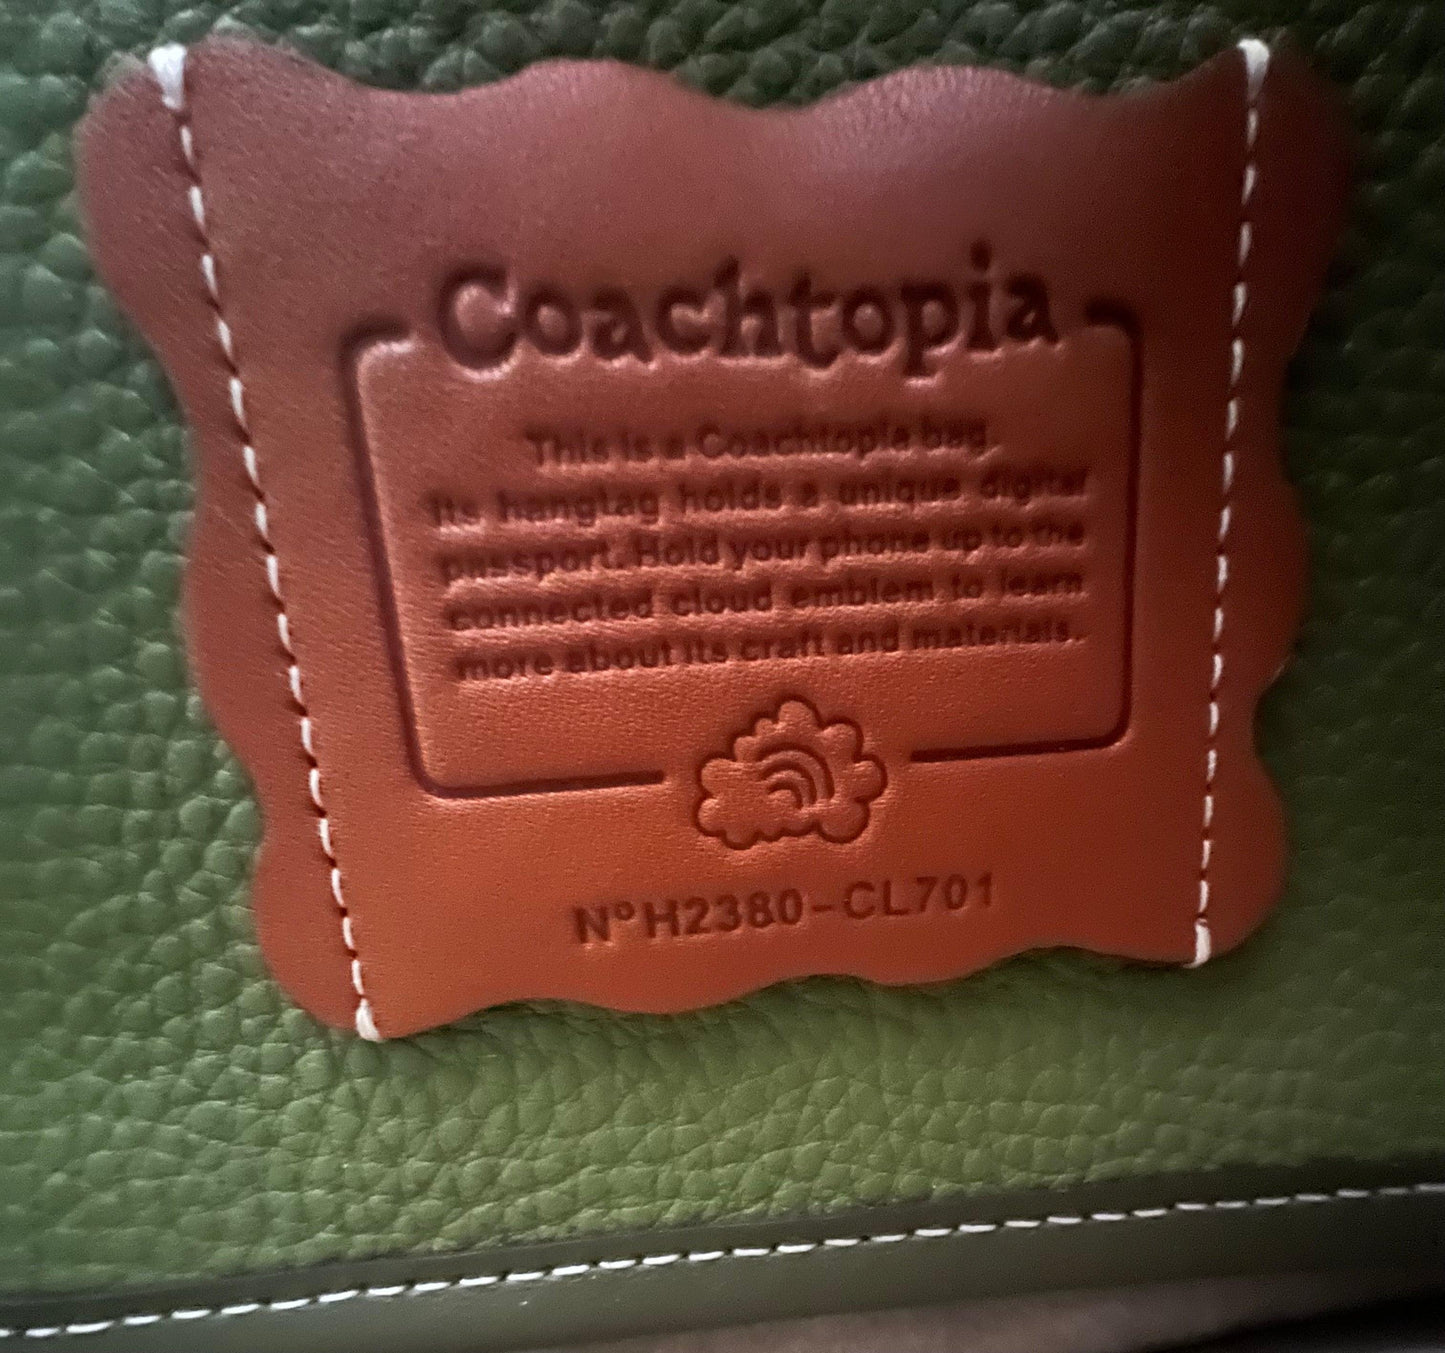 Coachtopia
This is a Coachtopia bag.
Its hangtag holds a unique digital
passport. Hold your phone up to the
connected cloud emblem to learn
more about its craft and materials.
NºH2380-CL701